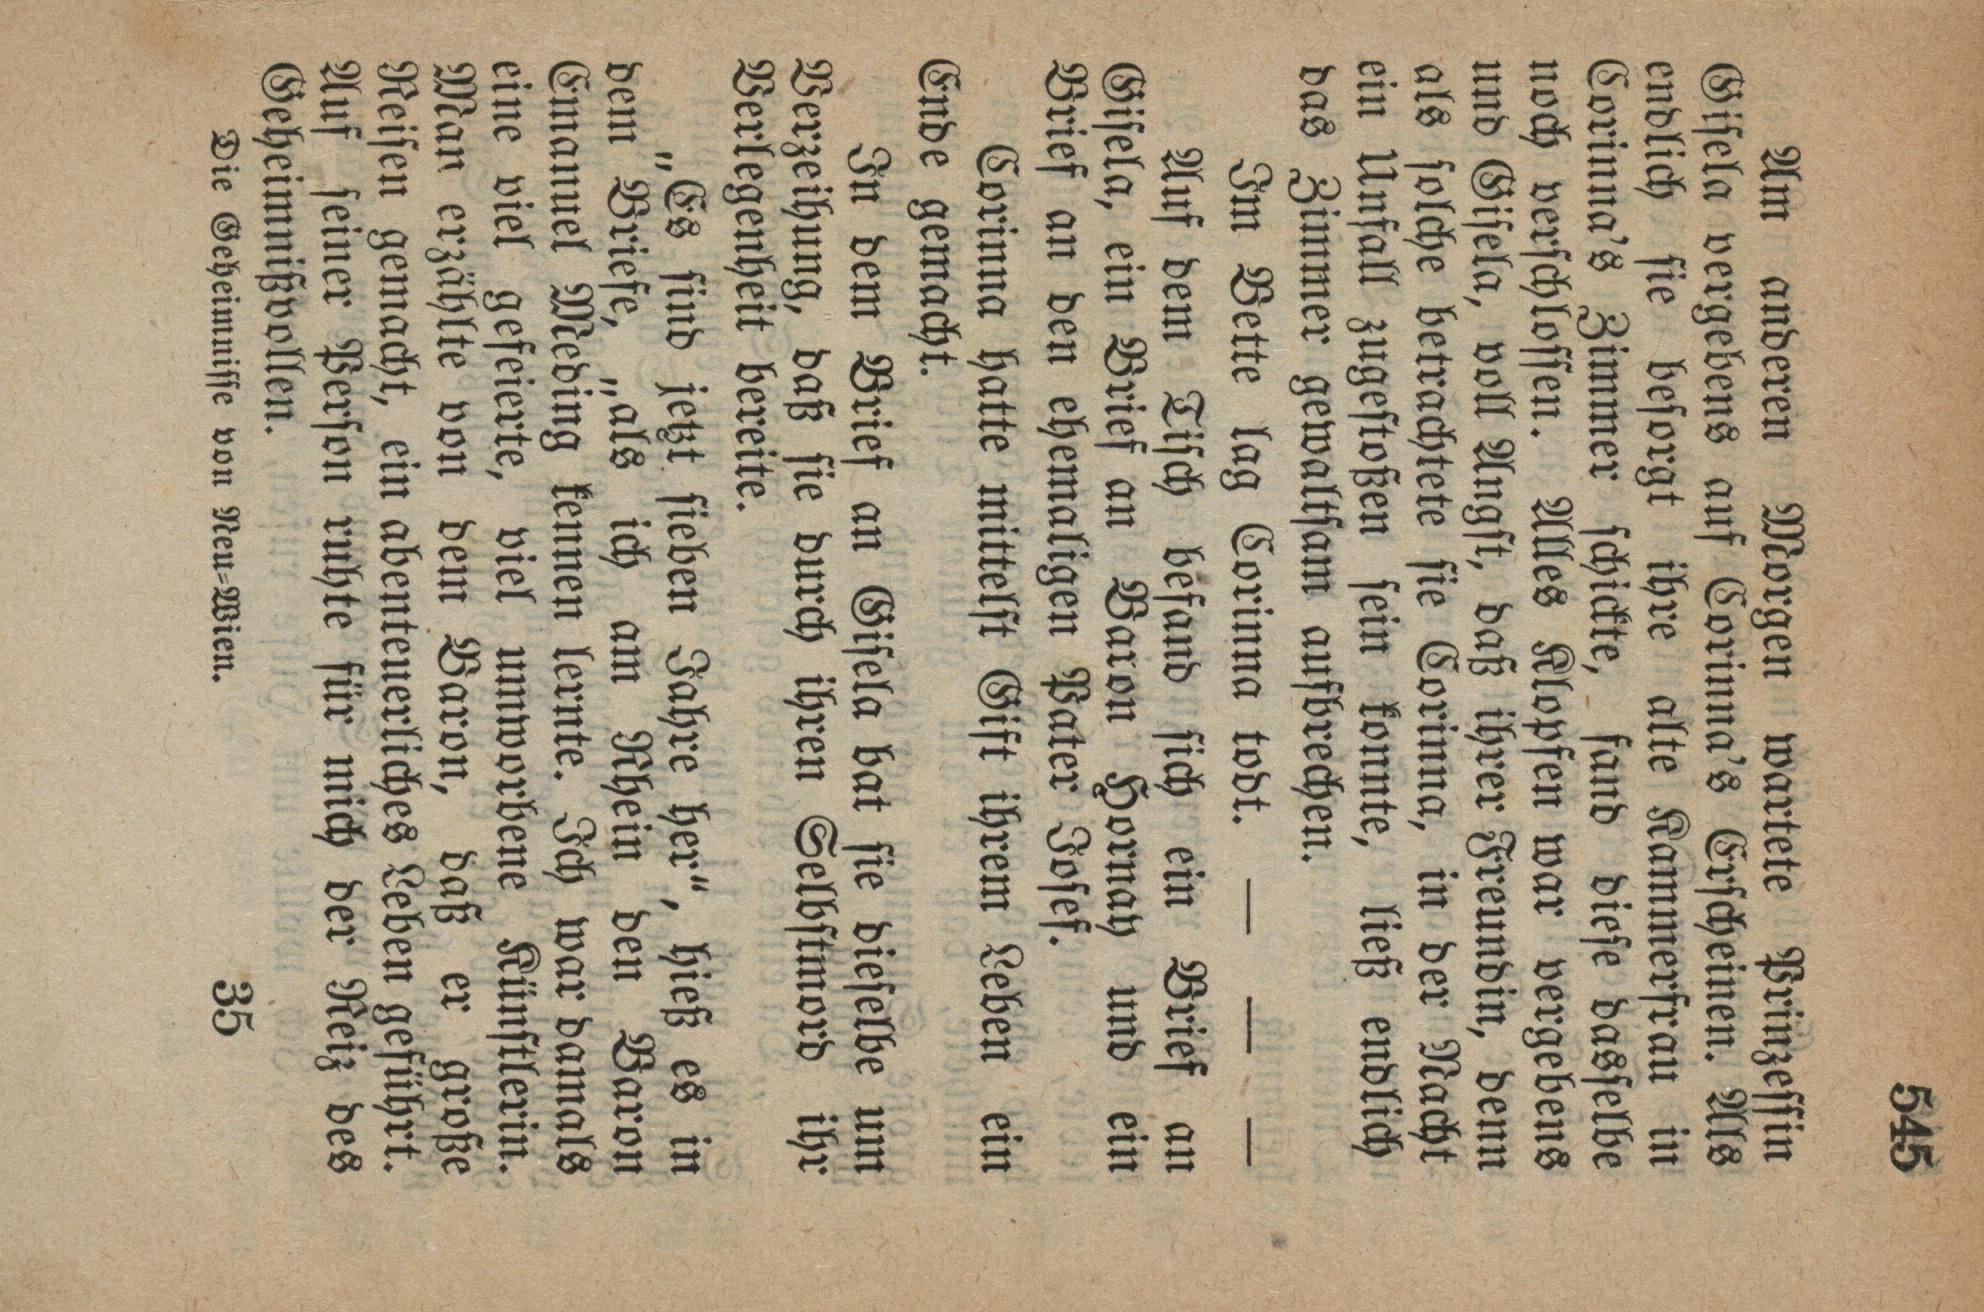 545
Am anderen Morgen wartete Prinzessin
Gisela vergebens auf Corinna's Erscheinen. Als
endlich sie besorgt ihre alte Kammerfrau in
Corinna's Zimmer schickte, fand diese dasselbe
noch verschlossen. Alles Klopfen war vergebens
und Gisela, voll Angst, daß ihrer Freundin, denn
als solche betrachtete sie Corinna, in der Nacht
ein Unfall zugestoßen sein konnte, ließ endlich
das Zimmer gewaltsam aufbrechen.
Im Bette lag Corinna todt. — — —
Auf dem Tisch befand sich ein Brief an
Gisela, ein Brief an Baron Hornay und ein
Brief an den ehemaligen Pater Josef.
Corinna hatte mittelst Gift ihrem Leben ein
Ende gemacht.
In dem Brief an Gisela bat sie dieselbe um
Verzeihung, daß sie durch ihren Selbstmord ihr
Verlegenheit bereite.
„Es sind jetzt sieben Jahre her“, hieß es in
dem Briefe, „als ich am Rhein den Baron
Emanuel Meding kennen lernte. Ich war damals
eine viel gefeierte, viel umworbene Künstlerin.
Man erzählte von dem Baron, daß er große
Reisen gemacht, ein abenteuerliches Leben geführt.
Auf seiner Person ruhte für mich der Reiz des
Geheimnißvollen.
Die Geheimnisse von Neu-Wien. 35